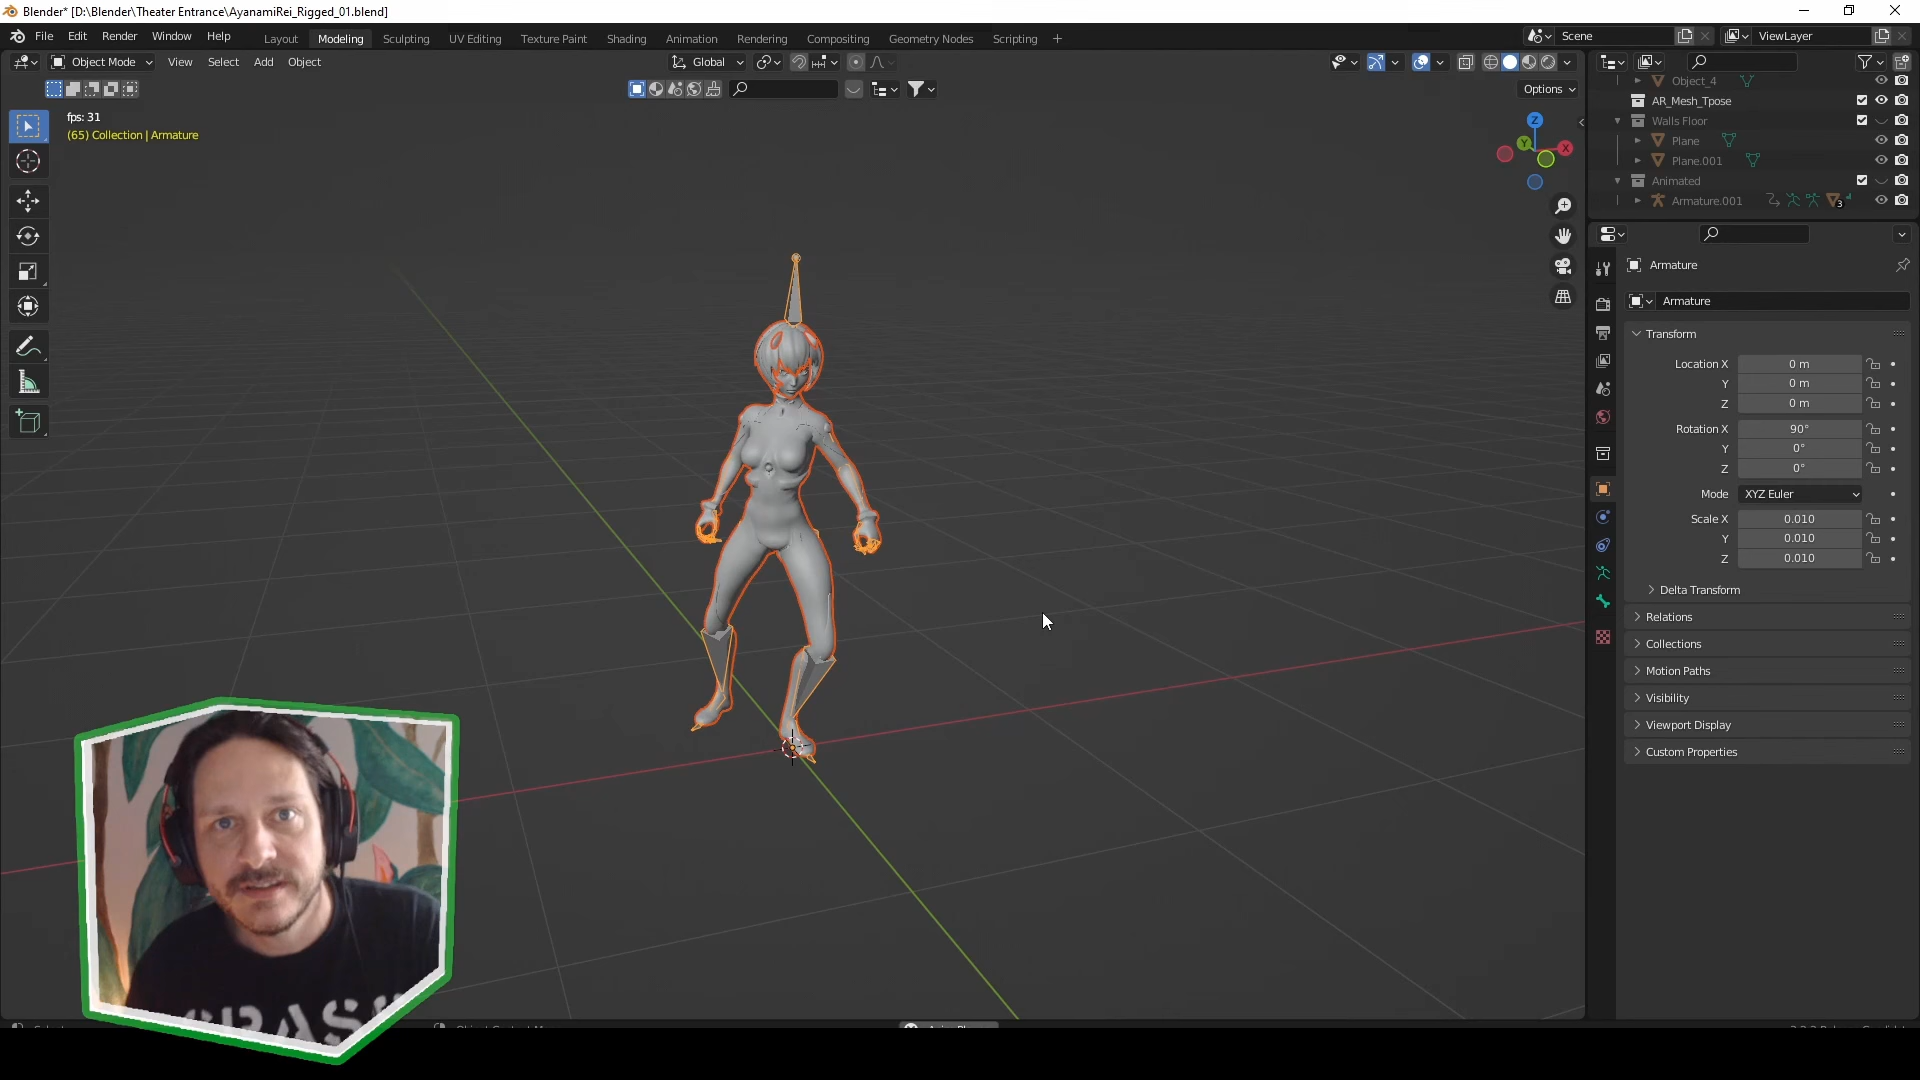 Blender* [D:\Blender\Theater Entrance\AyanamiRei_Rigged_01.blend]
File Edit Render Window Help
Layout Modeling Sculpting UV Editing Texture Paint Shading Animation Rendering Compositing Geometry Nodes Scripting +
Scene
ViewLayer
Object Mode View Select Add Object
Global
Options
fps: 31
(65) Collection | Armature
Z
Y
X
Object_4
AR_Mesh_Tpose
Walls Floor
Plane
Plane.001
Animated
Armature.001
3
Armature
Armature
Transform
Location X 0 m
Y 0 m
Z 0 m
Rotation X 90°
Y 0°
Z 0°
Mode XYZ Euler
Scale X 0.010
Y 0.010
Z 0.010
Delta Transform
Relations
Collections
Motion Paths
Visibility
Viewport Display
Custom Properties